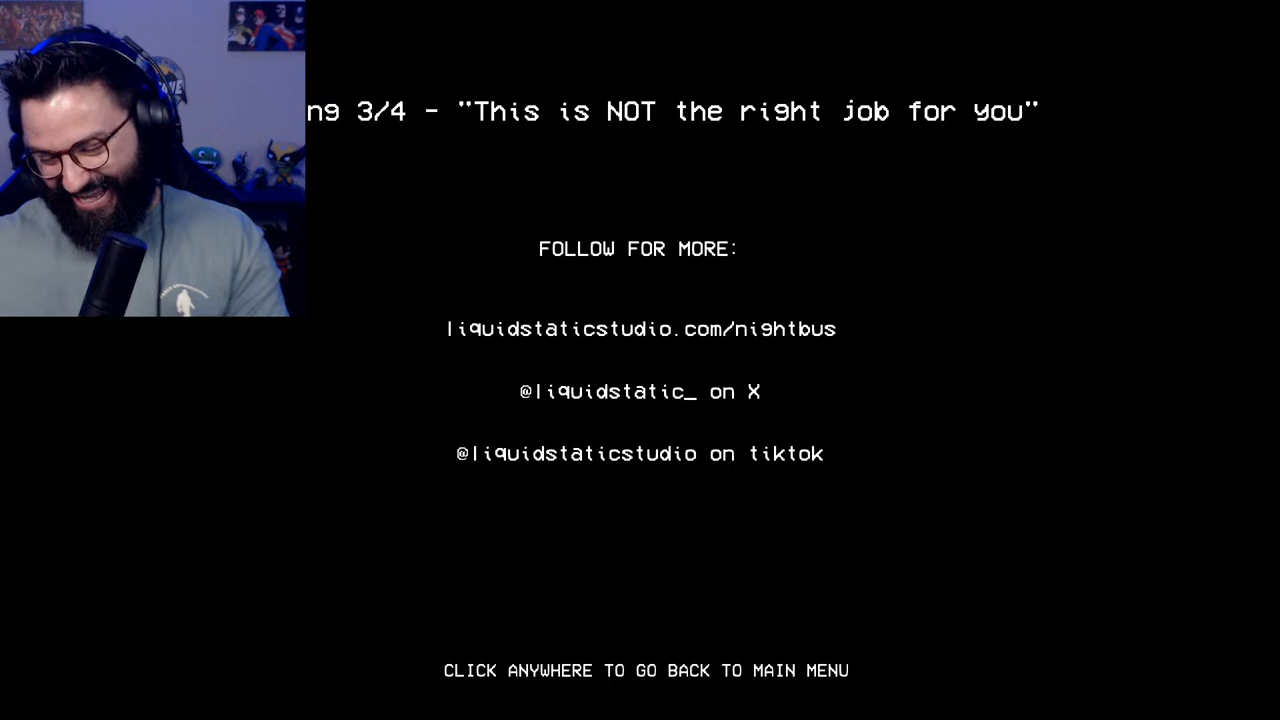 ng 3/4 - "This is NOT the right job for you"
FOLLOW FOR MORE:
liquidstaticstudio.com/nightbus
@liquidstatic_ on X
@liquidstaticstudio on tiktok
CLICK ANYWHERE TO GO BACK TO MAIN MENU